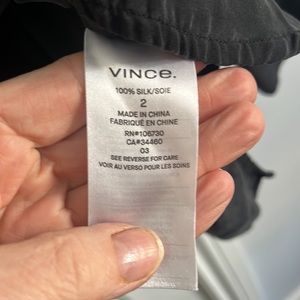 VINCE.
100% SILK/SOIE
2
MADE IN CHINA
FABRIQUÉ EN CHINE
RN#106730
CA#34460
03
SEE REVERSE FOR CARE
VOIR AU VERSO POUR LES SOINS